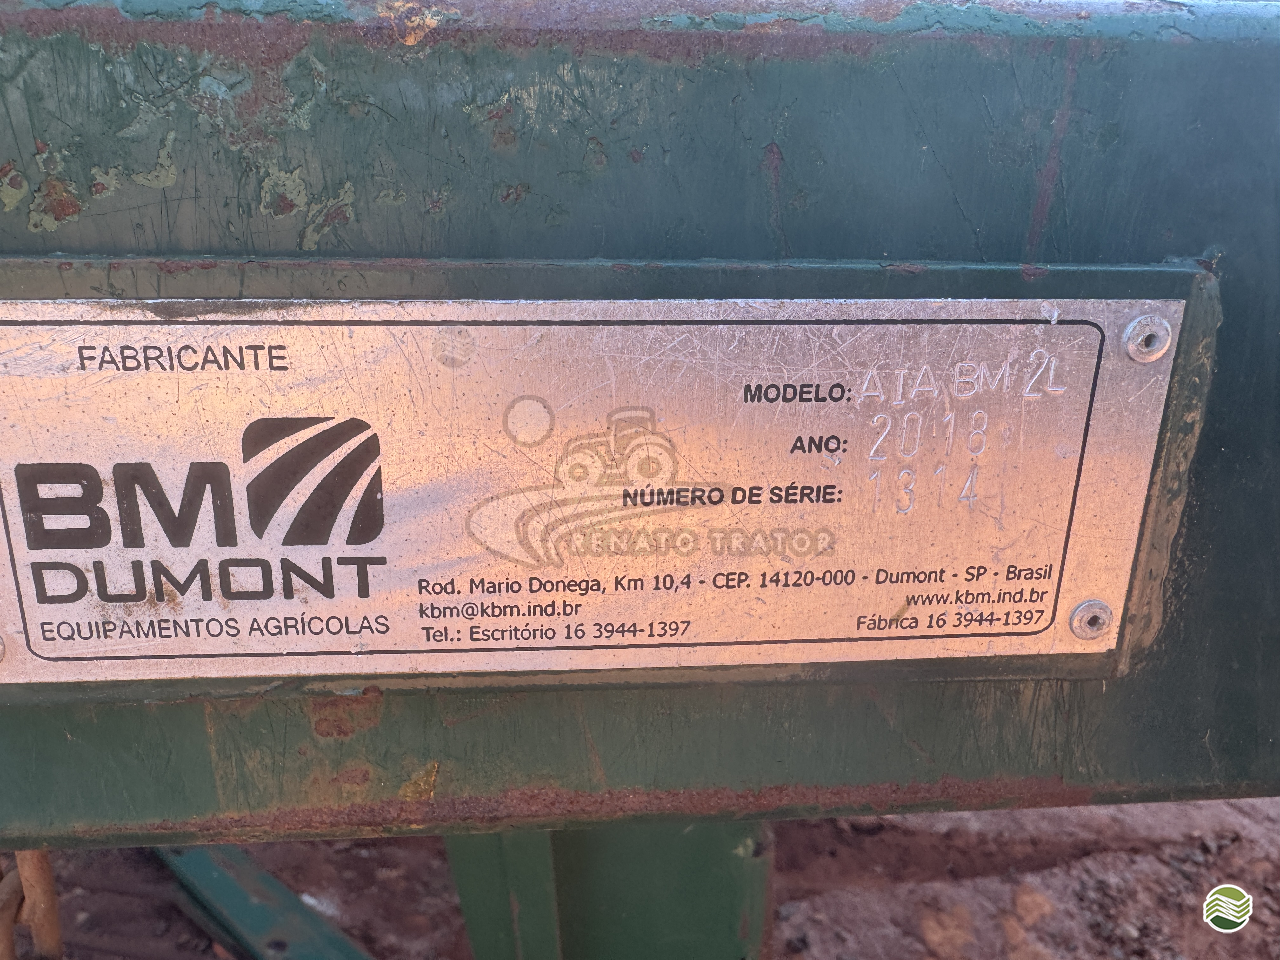 FABRICANTE
BM
DUMONT
EQUIPAMENTOS AGRÍCOLAS
MODELO: AIA BM 2L
ANO: 2018
NÚMERO DE SÉRIE: 1314
RENATO TRATOR
Rod. Mario Donega, Km 10,4 - CEP. 14120-000 - Dumont - SP - Brasil
kbm@kbm.ind.br www.kbm.ind.br
Tel.: Escritório 16 3944-1397 Fábrica 16 3944-1397